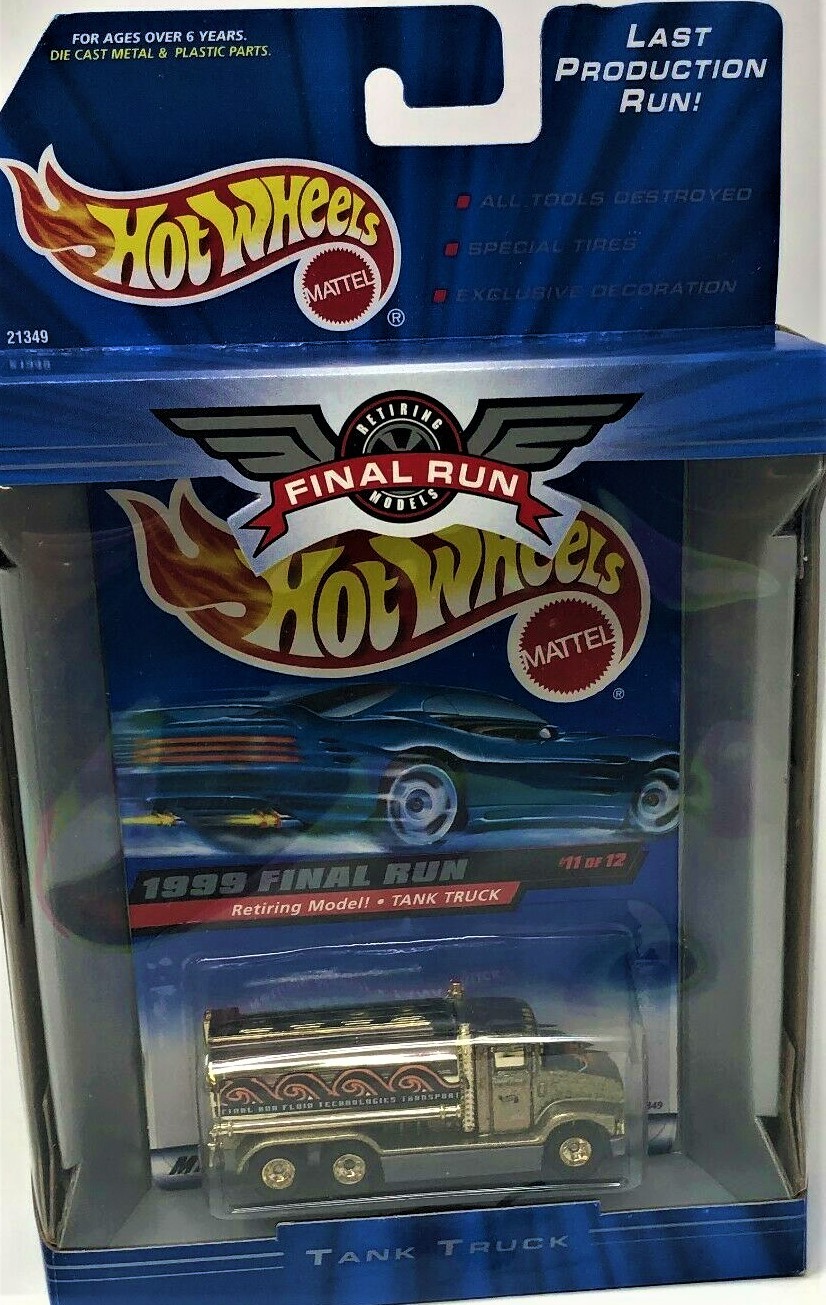 FOR AGES OVER 6 YEARS.
DIE CAST METAL & PLASTIC PARTS.
LAST
PRODUCTION
RUN!
HOT WHEELS
MATTEL
®
ALL TOOLS DESTROYED
SPECIAL TIRES
EXCLUSIVE DECORATION
21349
RETIRING
FINAL RUN
MODELS
HOT WHEELS
MATTEL
®
1999 FINAL RUN
#11 OF 12
Retiring Model! • TANK TRUCK
FINAL RUN FLUID TECHNOLOGIES TRANSPORT
TANK TRUCK